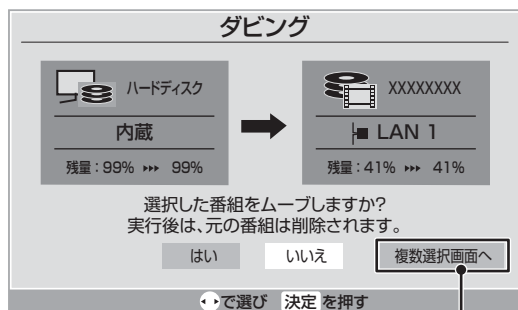 ダビング
ハードディスク
内蔵
残量:99% ▸▸▸ 99%
XXXXXXXX
LAN 1
残量:41% ▸▸▸ 41%
選択した番組をムーブしますか?
実行後は、元の番組は削除されます。
はい
いいえ
複数選択画面へ
で選び 決定 を押す